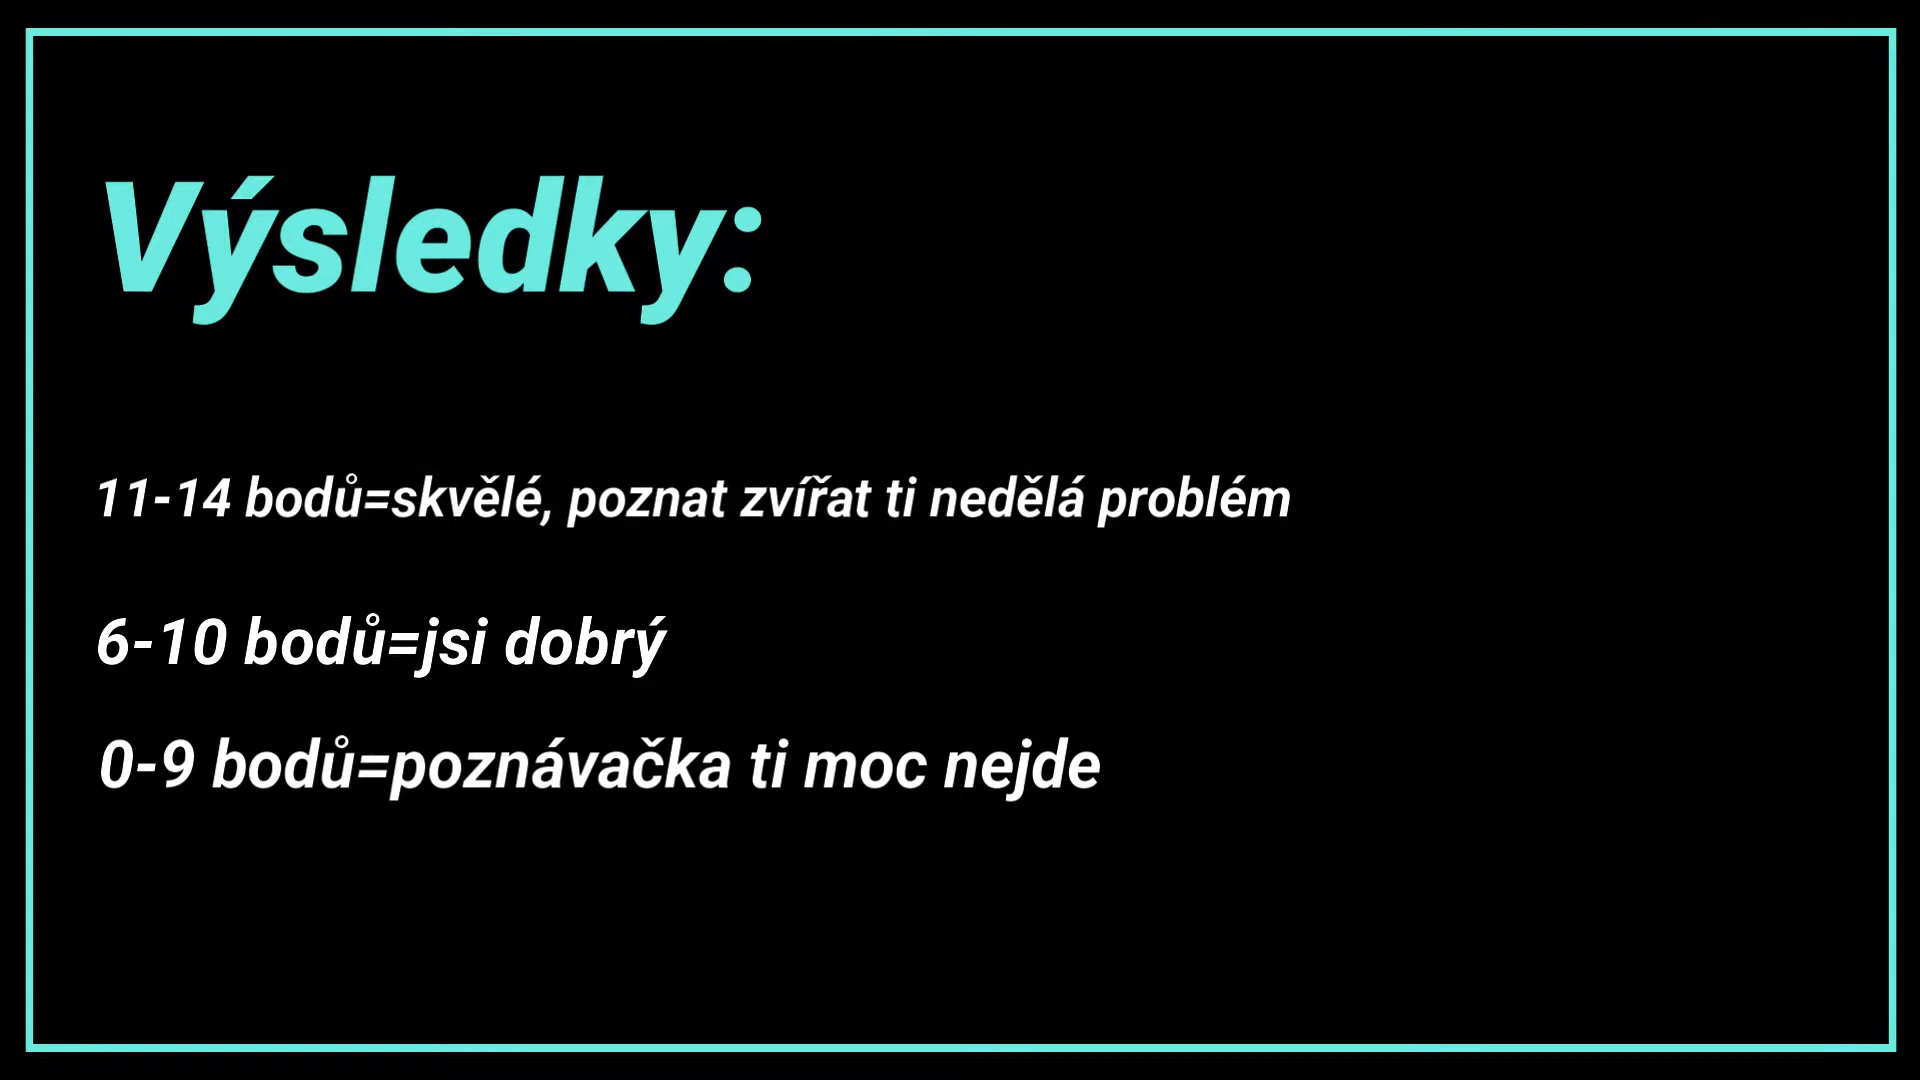 Výsledky:
11-14 bodů=skvělé, poznat zvířat ti nedělá problém
6-10 bodů=jsi dobrý
0-9 bodů=poznávačka ti moc nejde